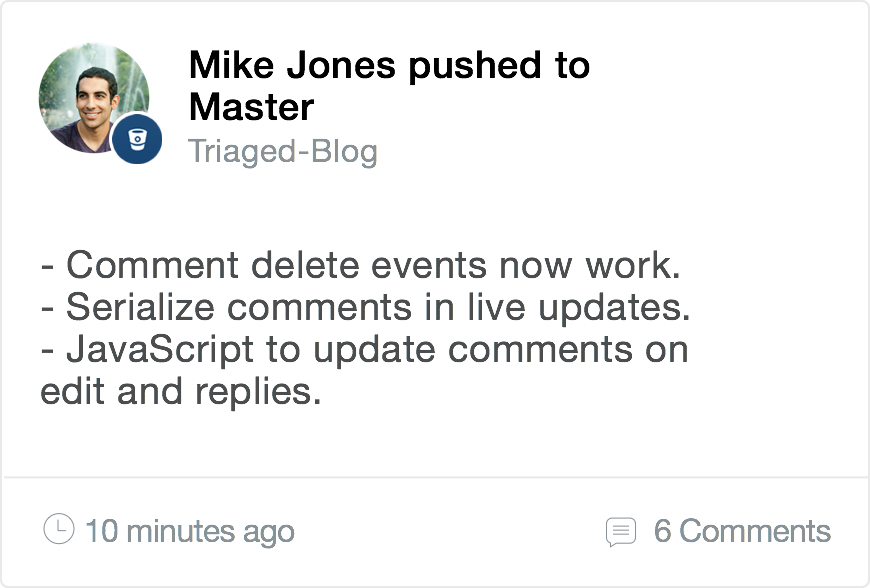 Mike Jones pushed to
Master
Triaged-Blog
- Comment delete events now work.
- Serialize comments in live updates.
- JavaScript to update comments on
edit and replies.
10 minutes ago
6 Comments